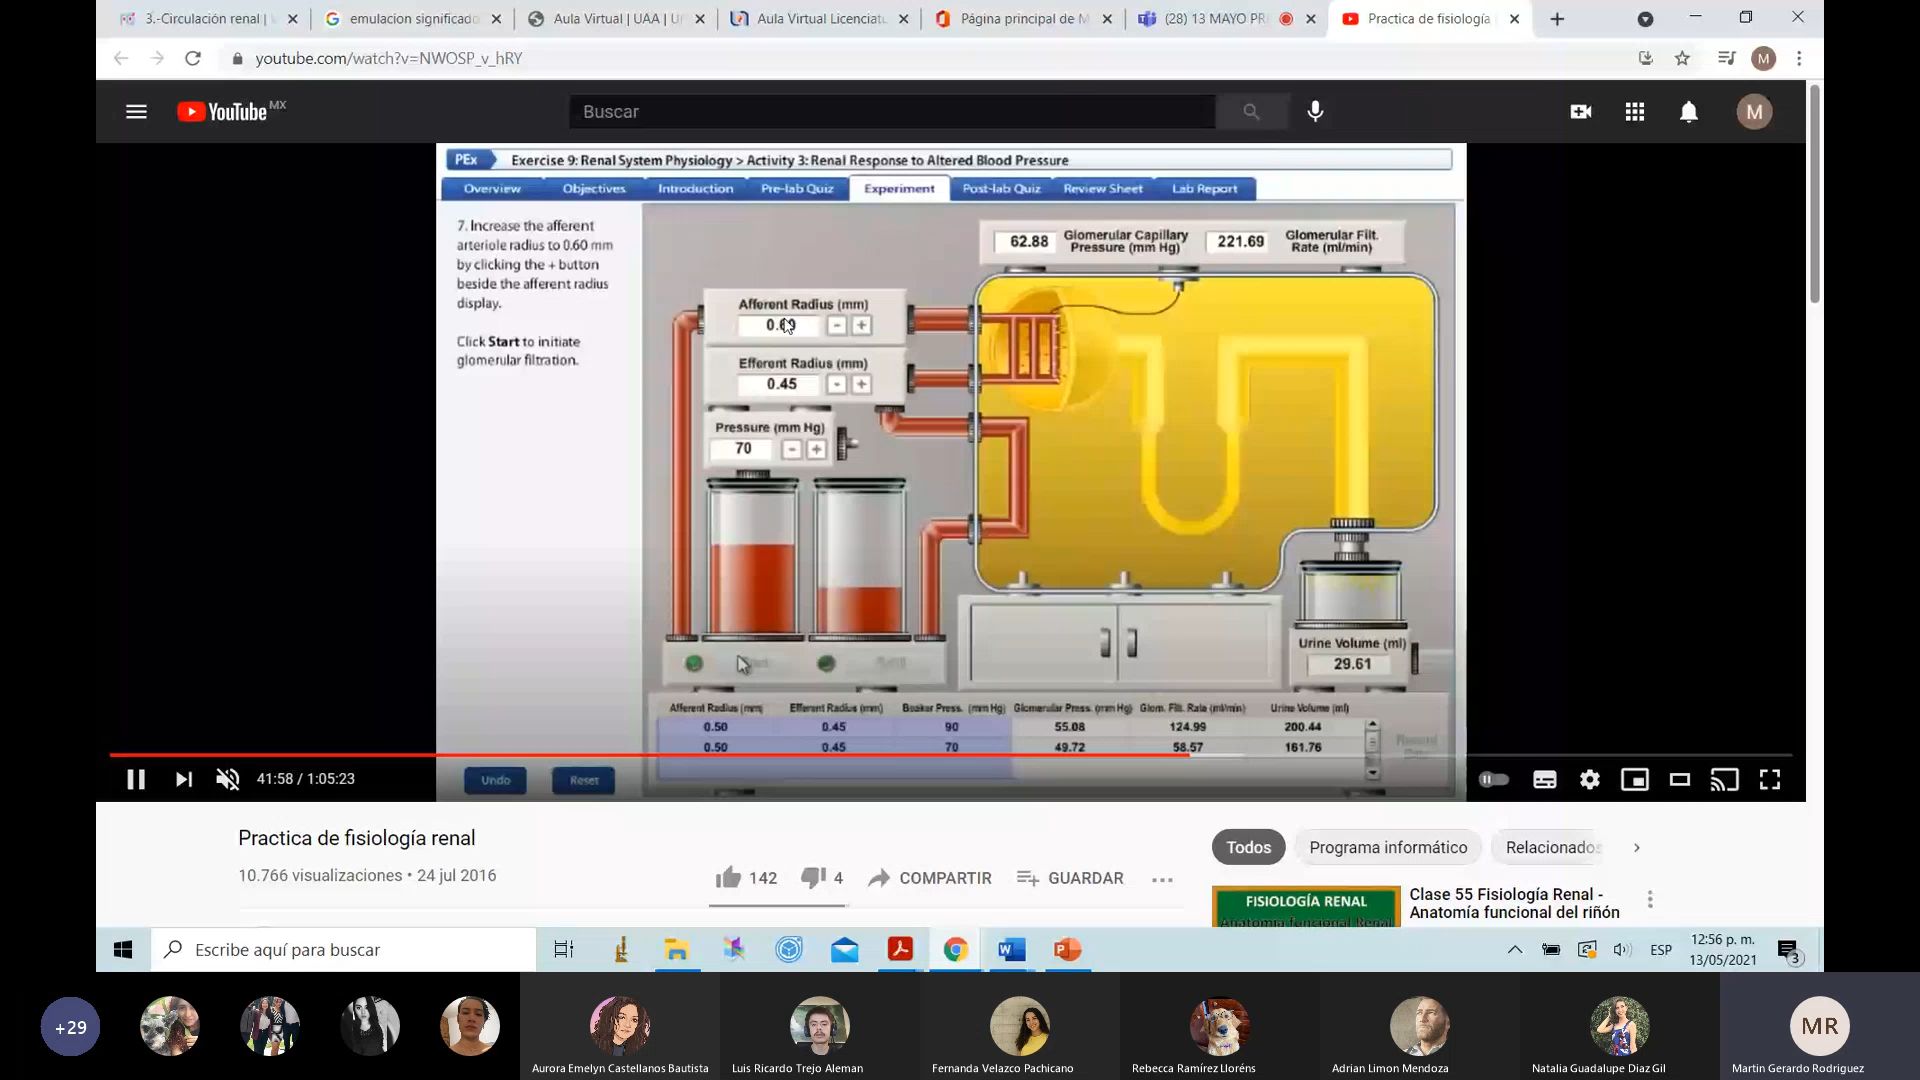 3.-Circulación renal |
emulacion significado
Aula Virtual | UAA | U
Aula Virtual Licenciatu
Página principal de M
(28) 13 MAYO PR
Practica de fisiología
youtube.com/watch?v=NWOSP_v_hRY
M
YouTube MX
Buscar
M
PEx
Exercise 9: Renal System Physiology > Activity 3: Renal Response to Altered Blood Pressure
Overview
Objectives
Introduction
Pre-lab Quiz
Experiment
Post-lab Quiz
Review Sheet
Lab Report
7. Increase the afferent
arteriole radius to 0.60 mm
by clicking the + button
beside the afferent radius
display.
Click Start to initiate
glomerular filtration.
62.88
Glomerular Capillary
Pressure (mm Hg)
221.69
Glomerular Filt.
Rate (ml/min)
Afferent Radius (mm)
0.60
- +
Efferent Radius (mm)
0.45
- +
Pressure (mm Hg)
70
- +
Urine Volume (ml)
29.61
Afferent Radius (mm) Efferent Radius (mm) Beaker Press. (mm Hg) Glomerular Press. (mm Hg) Glom. Filt. Rate (ml/min) Urine Volume (ml)
0.50 0.45 90 55.08 124.99 200.44
0.50 0.45 70 49.72 58.57 161.76
Undo
Reset
41:58 / 1:05:23
Practica de fisiología renal
10.766 visualizaciones • 24 jul 2016
142
4
COMPARTIR
GUARDAR
Todos
Programa informático
Relacionados
FISIOLOGÍA RENAL
Anatomía funcional Renal
Clase 55 Fisiología Renal -
Anatomía funcional del riñón
Escribe aquí para buscar
ESP
12:56 p. m.
13/05/2021
3
+29
Aurora Emelyn Castellanos Bautista
Luis Ricardo Trejo Aleman
Fernanda Velazco Pachicano
Rebecca Ramírez Lloréns
Adrian Limon Mendoza
Natalia Guadalupe Diaz Gil
MR
Martin Gerardo Rodriguez